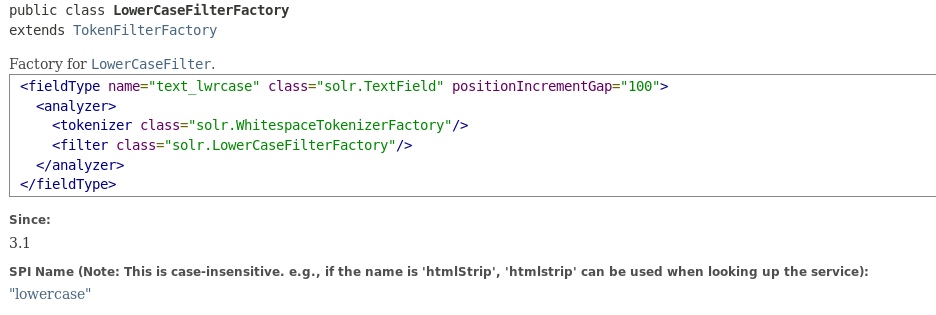 public class LowerCaseFilterFactory
extends TokenFilterFactory
Factory for LowerCaseFilter.
<fieldType name="text_lwrcase" class="solr.TextField" positionIncrementGap="100">
  <analyzer>
    <tokenizer class="solr.WhitespaceTokenizerFactory"/>
    <filter class="solr.LowerCaseFilterFactory"/>
  </analyzer>
</fieldType>
Since:
3.1
SPI Name (Note: This is case-insensitive. e.g., if the name is 'htmlStrip', 'htmlstrip' can be used when looking up the service):
"lowercase"